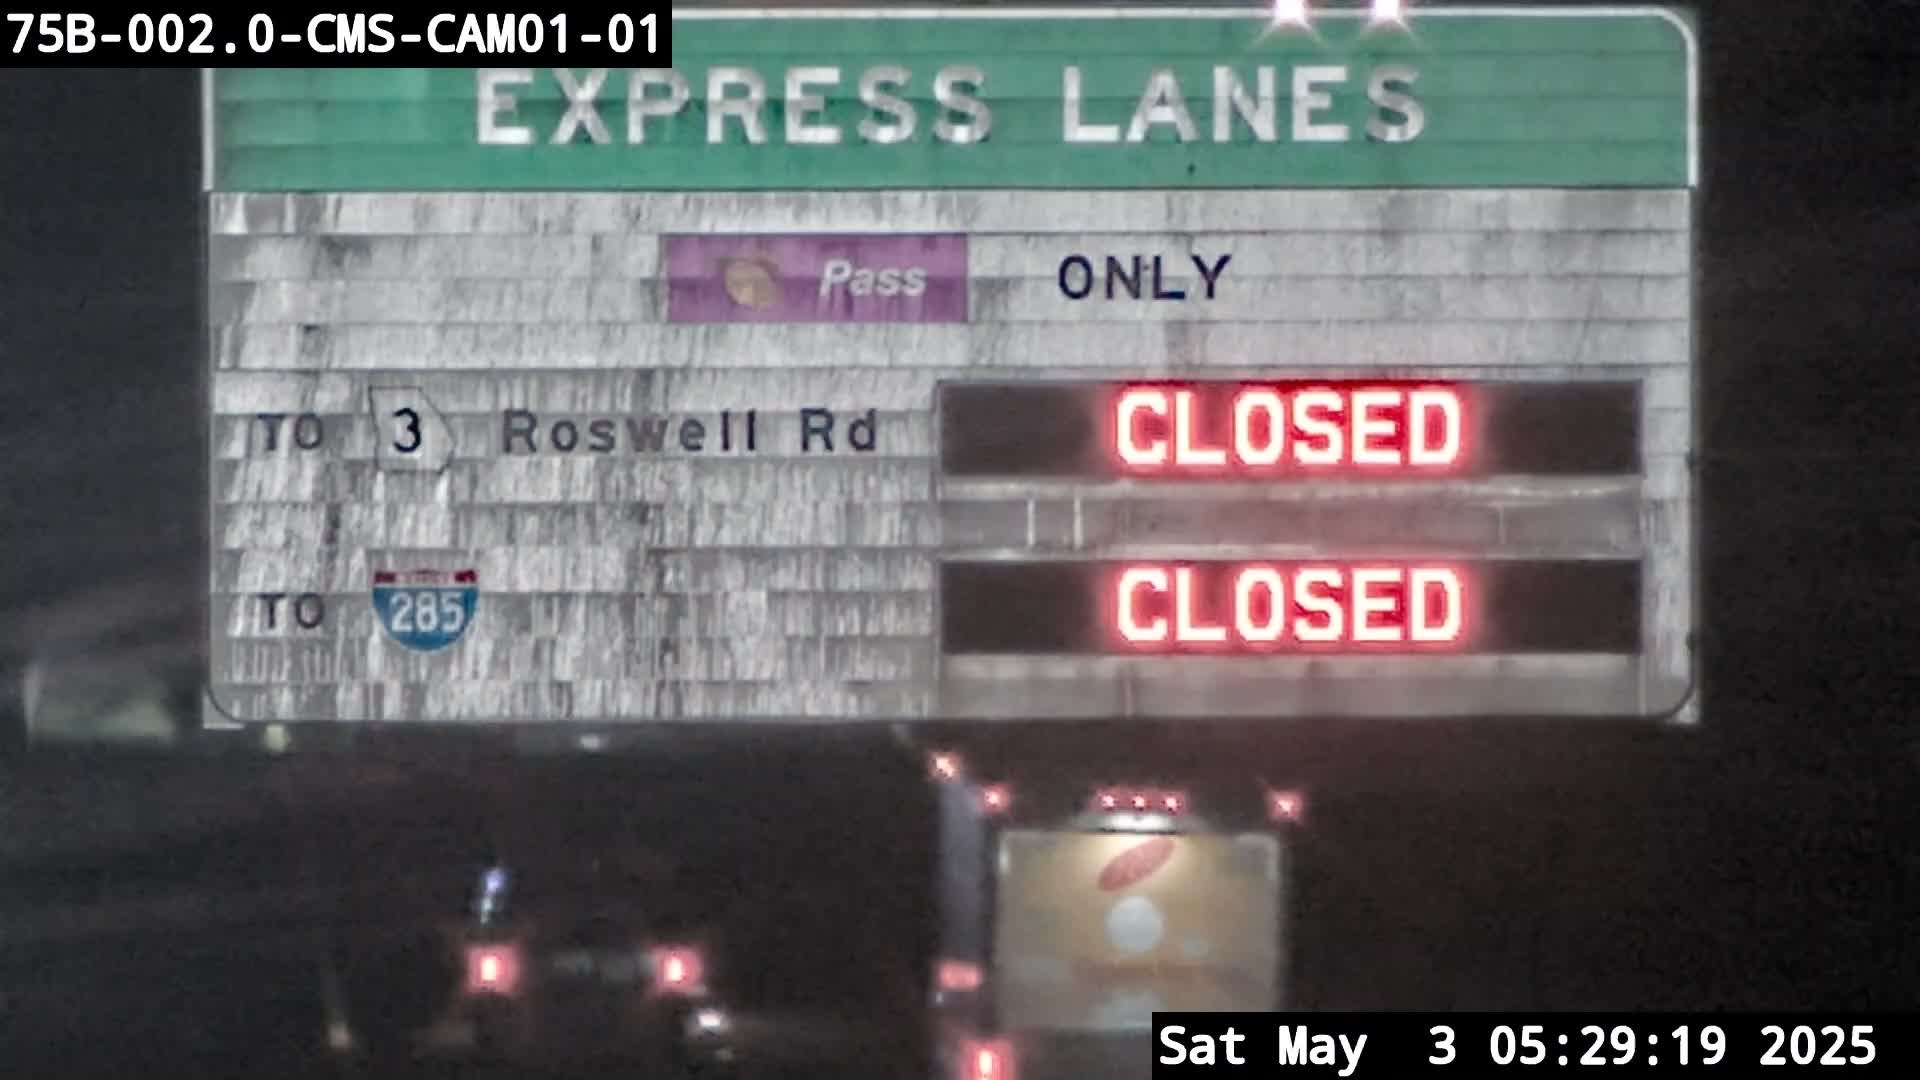 75B-002.0-CMS-CAM01-01
EXPRESS LANES
Pass ONLY
TO 3 Roswell Rd CLOSED
TO 285 CLOSED
Sat May 3 05:29:19 2025